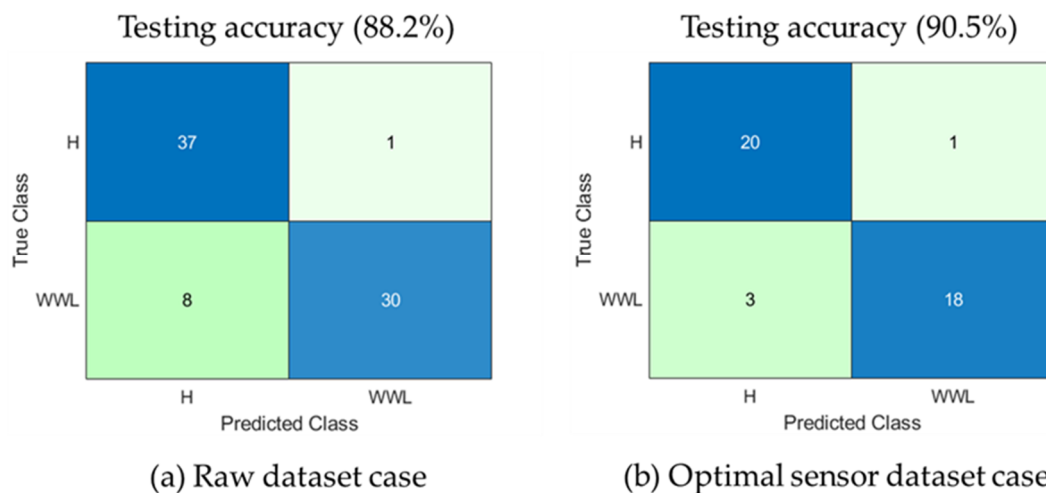 Testing accuracy (88.2%)
True Class
H
37
1
WWL
8
30
H
WWL
Predicted Class
(a) Raw dataset case
Testing accuracy (90.5%)
True Class
H
20
1
WWL
3
18
H
WWL
Predicted Class
(b) Optimal sensor dataset case